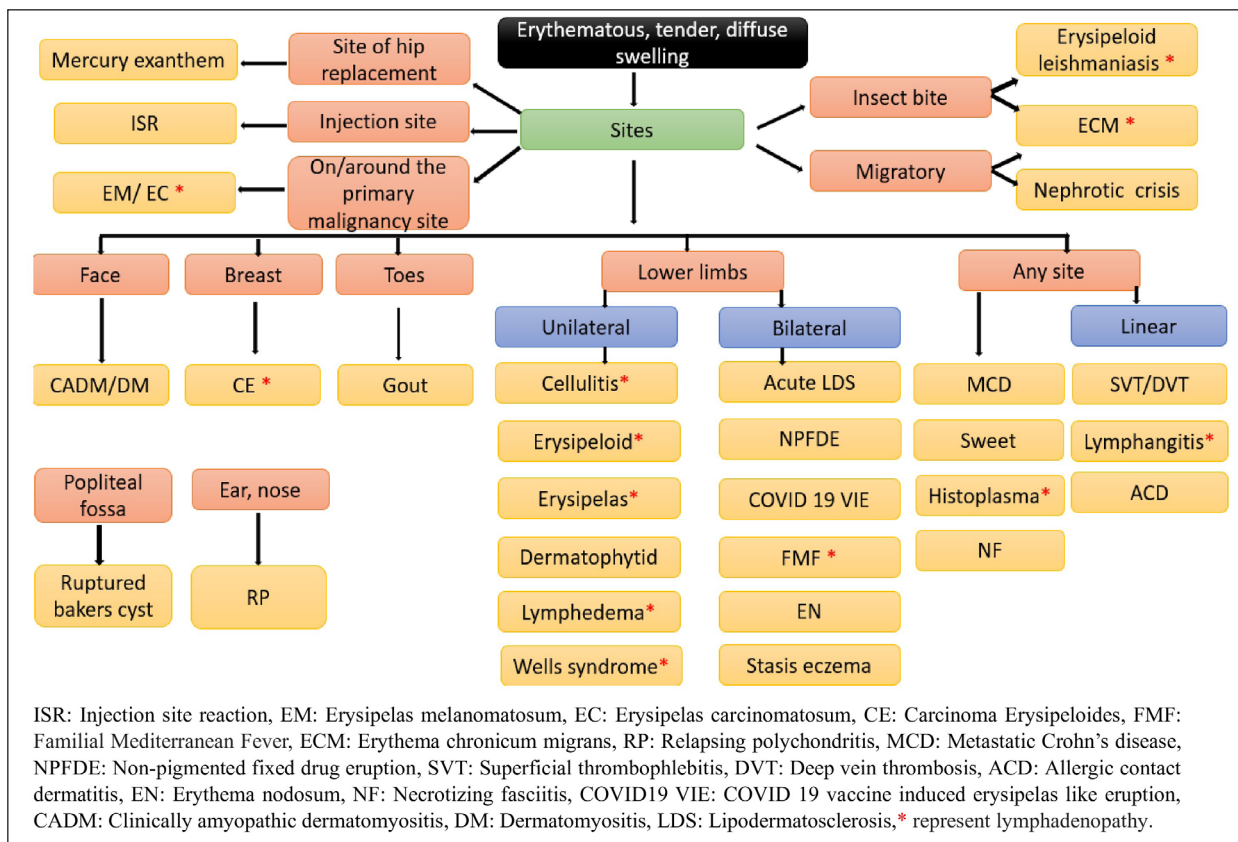 Erythematous, tender, diffuse
swelling
Sites
Site of hip
replacement
Mercury exanthem
Injection site
ISR
On/around the
primary
malignancy site
EM/ EC *
Insect bite
Erysipeloid
leishmaniasis *
ECM *
Migratory
Nephrotic crisis
Face
Breast
Toes
Lower limbs
Any site
Unilateral
Bilateral
Linear
CADM/DM
CE *
Gout
Cellulitis*
Erysipeloid*
Erysipelas*
Dermatophytid
Lymphedema*
Wells syndrome*
Acute LDS
NPFDE
COVID 19 VIE
FMF *
EN
Stasis eczema
MCD
Sweet
Histoplasma*
NF
SVT/DVT
Lymphangitis*
ACD
Popliteal
fossa
Ruptured
bakers cyst
Ear, nose
RP
ISR: Injection site reaction, EM: Erysipelas melanomatosum, EC: Erysipelas carcinomatosum, CE: Carcinoma Erysipeloides, FMF:
Familial Mediterranean Fever, ECM: Erythema chronicum migrans, RP: Relapsing polychondritis, MCD: Metastatic Crohn's disease,
NPFDE: Non-pigmented fixed drug eruption, SVT: Superficial thrombophlebitis, DVT: Deep vein thrombosis, ACD: Allergic contact
dermatitis, EN: Erythema nodosum, NF: Necrotizing fasciitis, COVID19 VIE: COVID 19 vaccine induced erysipelas like eruption,
CADM: Clinically amyopathic dermatomyositis, DM: Dermatomyositis, LDS: Lipodermatosclerosis,* represent lymphadenopathy.